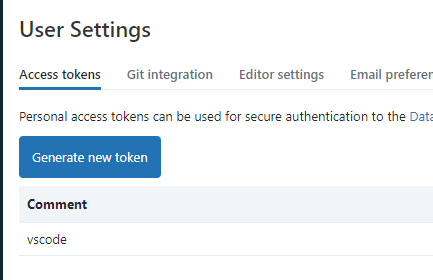 User Settings
Access tokens Git integration Editor settings Email preferen
Personal access tokens can be used for secure authentication to the Data
Generate new token
Comment
vscode